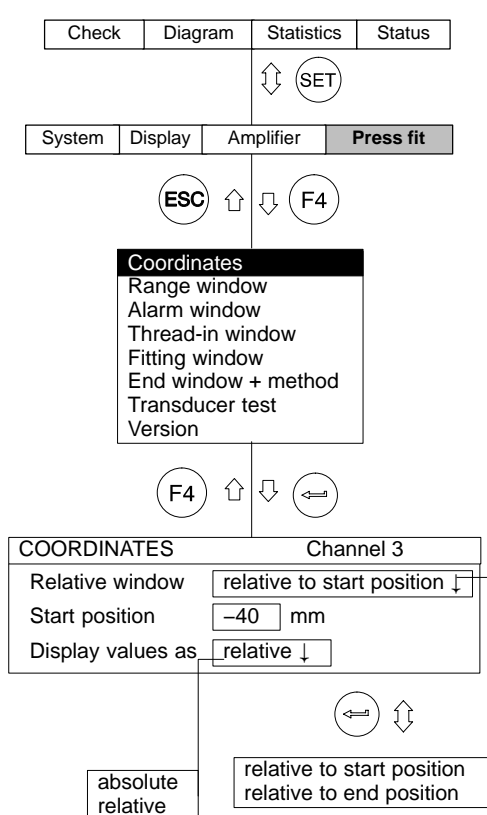 Check Diagram Statistics Status
SET
System Display Amplifier Press fit
ESC F4
Coordinates
Range window
Alarm window
Thread-in window
Fitting window
End window + method
Transducer test
Version
F4
COORDINATES Channel 3
Relative window relative to start position ↓
Start position −40 mm
Display values as relative ↓
absolute
relative
relative to start position
relative to end position